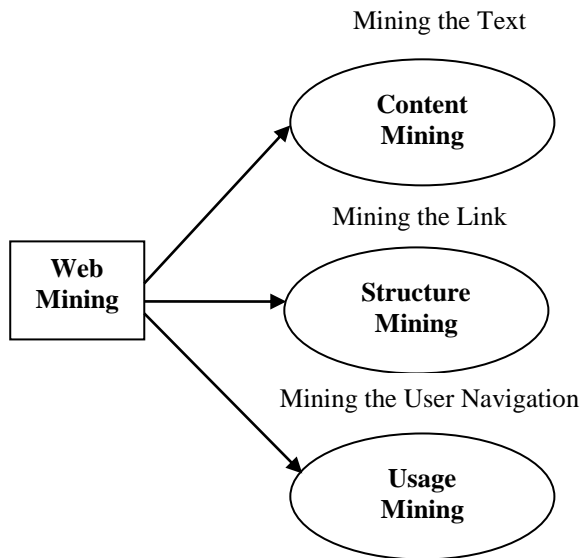 Mining the Text
Content
Mining
Mining the Link
Web
Mining
Structure
Mining
Mining the User Navigation
Usage
Mining